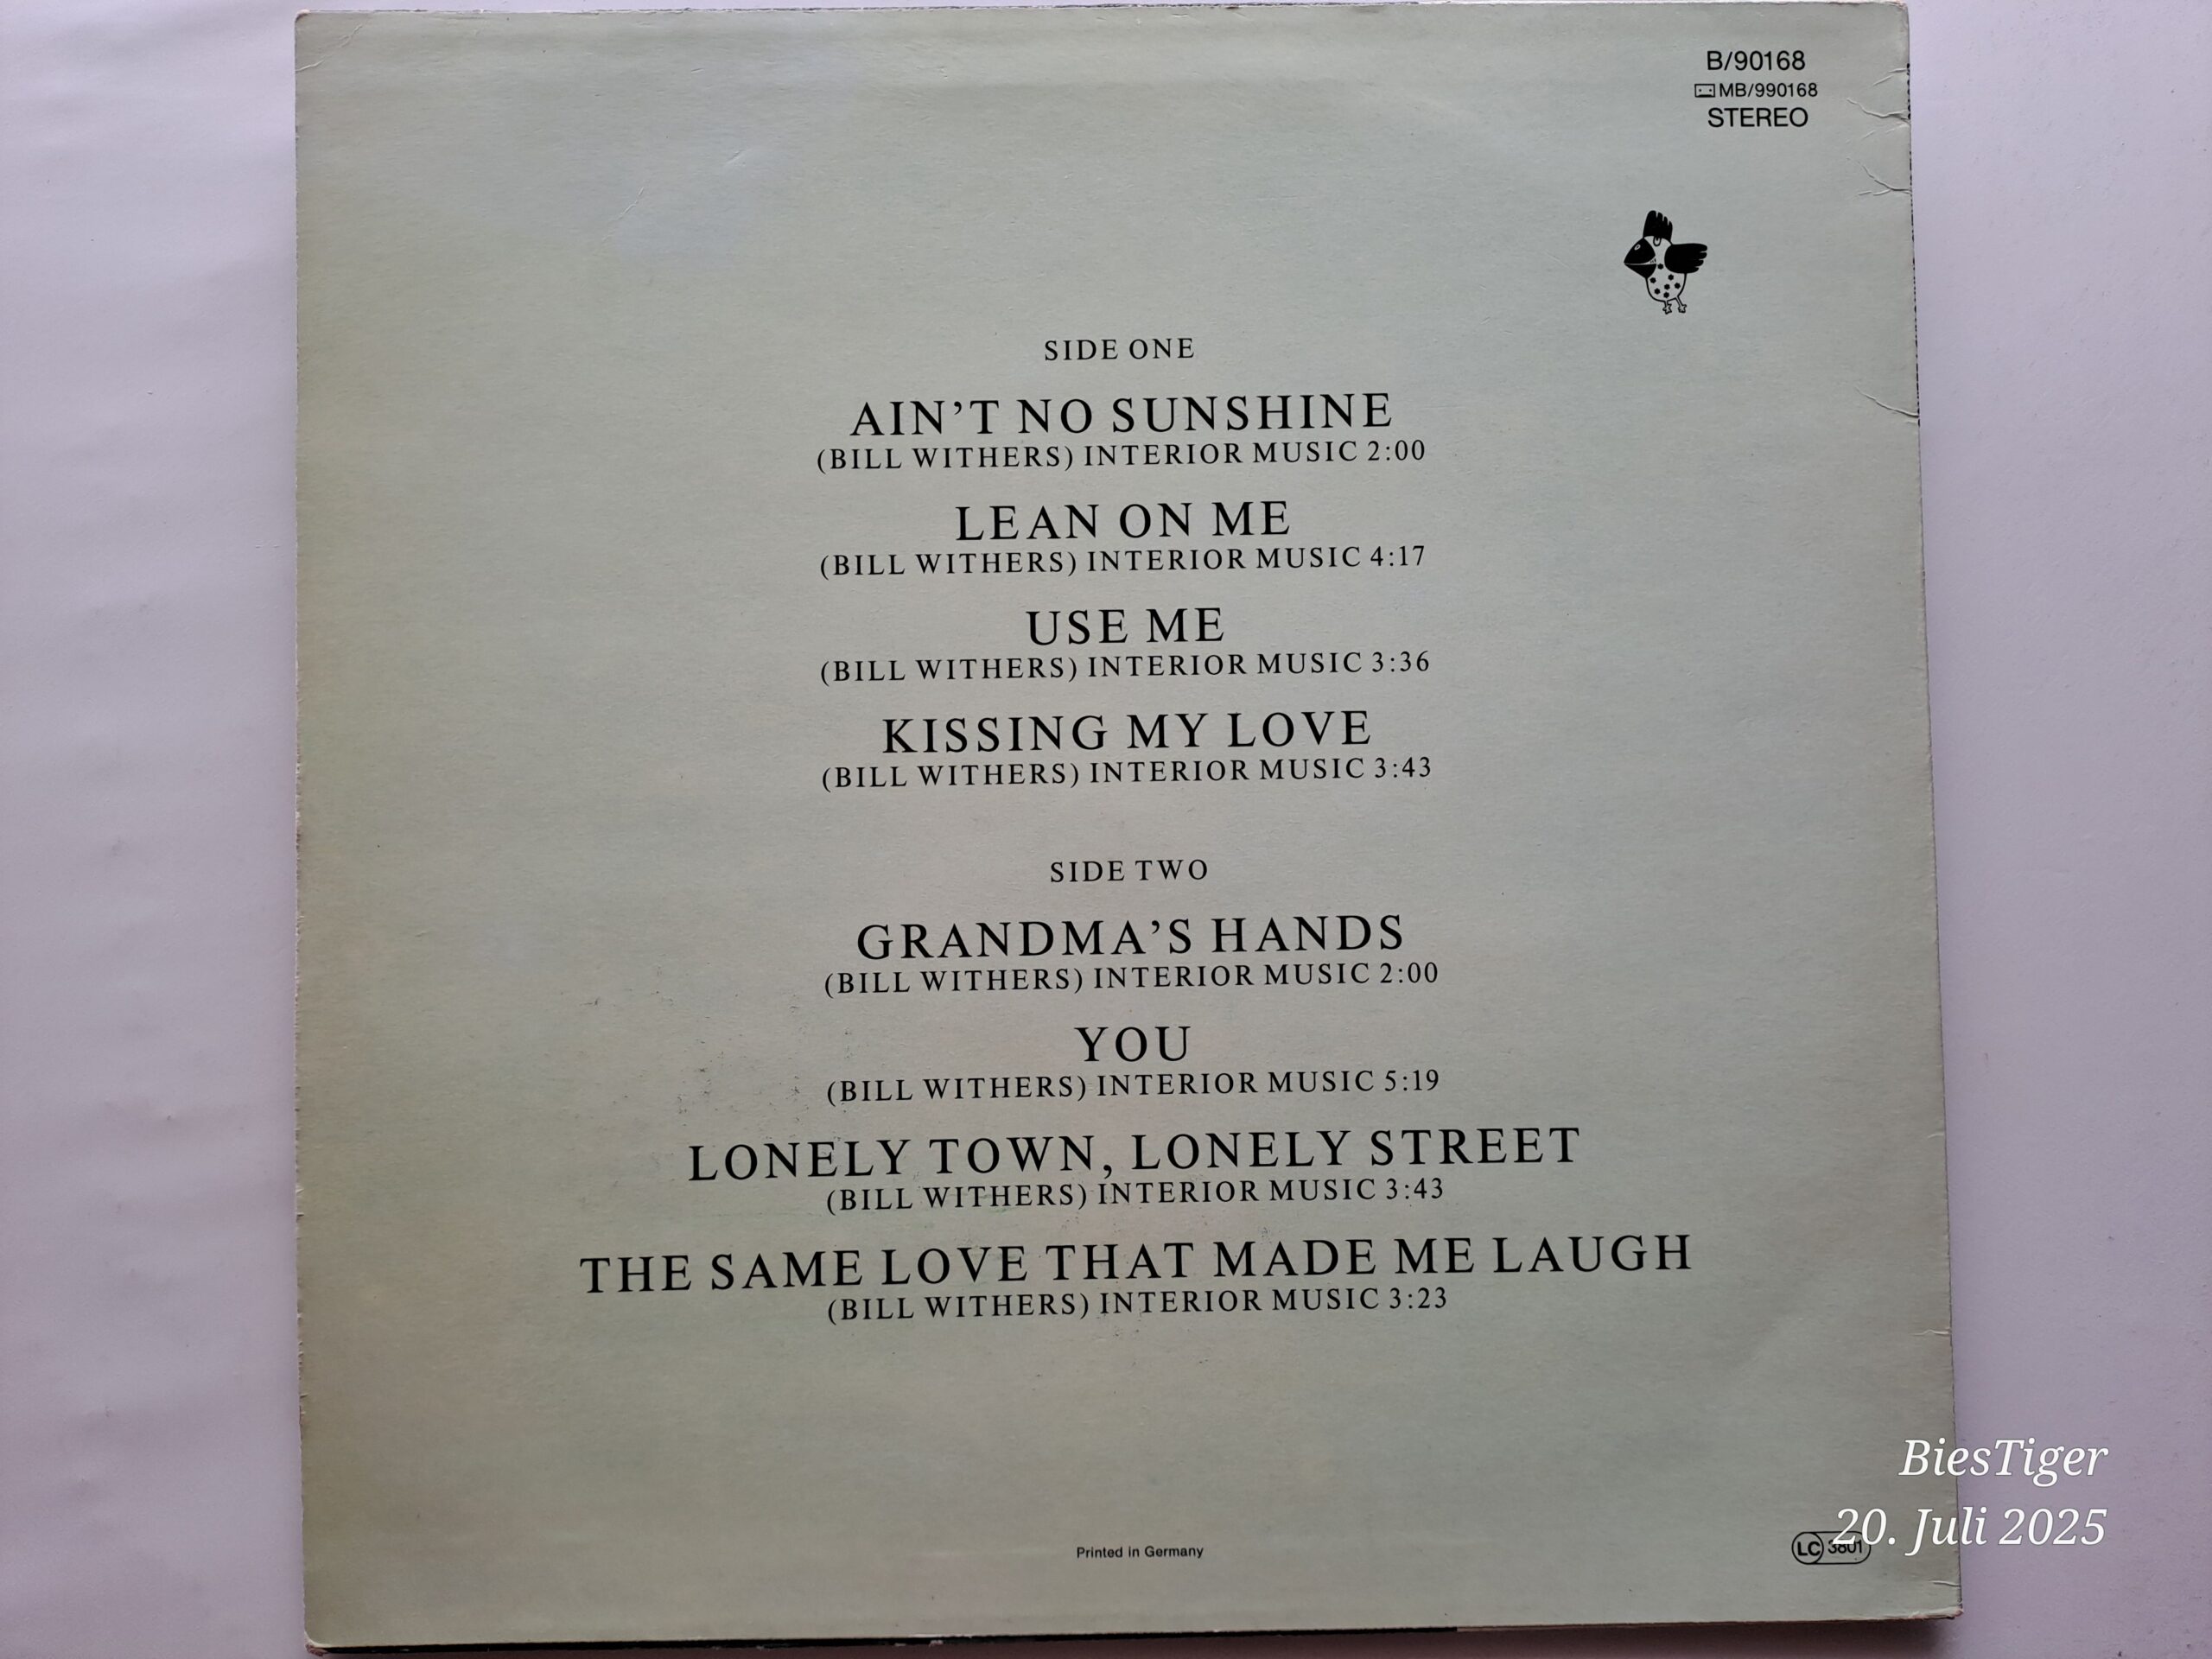 B/90168
MB/990168
STEREO
SIDE ONE
AIN’T NO SUNSHINE
(BILL WITHERS) INTERIOR MUSIC 2:00
LEAN ON ME
(BILL WITHERS) INTERIOR MUSIC 4:17
USE ME
(BILL WITHERS) INTERIOR MUSIC 3:36
KISSING MY LOVE
(BILL WITHERS) INTERIOR MUSIC 3:43
SIDE TWO
GRANDMA’S HANDS
(BILL WITHERS) INTERIOR MUSIC 2:00
YOU
(BILL WITHERS) INTERIOR MUSIC 5:19
LONELY TOWN, LONELY STREET
(BILL WITHERS) INTERIOR MUSIC 3:43
THE SAME LOVE THAT MADE ME LAUGH
(BILL WITHERS) INTERIOR MUSIC 3:23
Printed in Germany
LC 3801
BiesTiger
20. Juli 2025